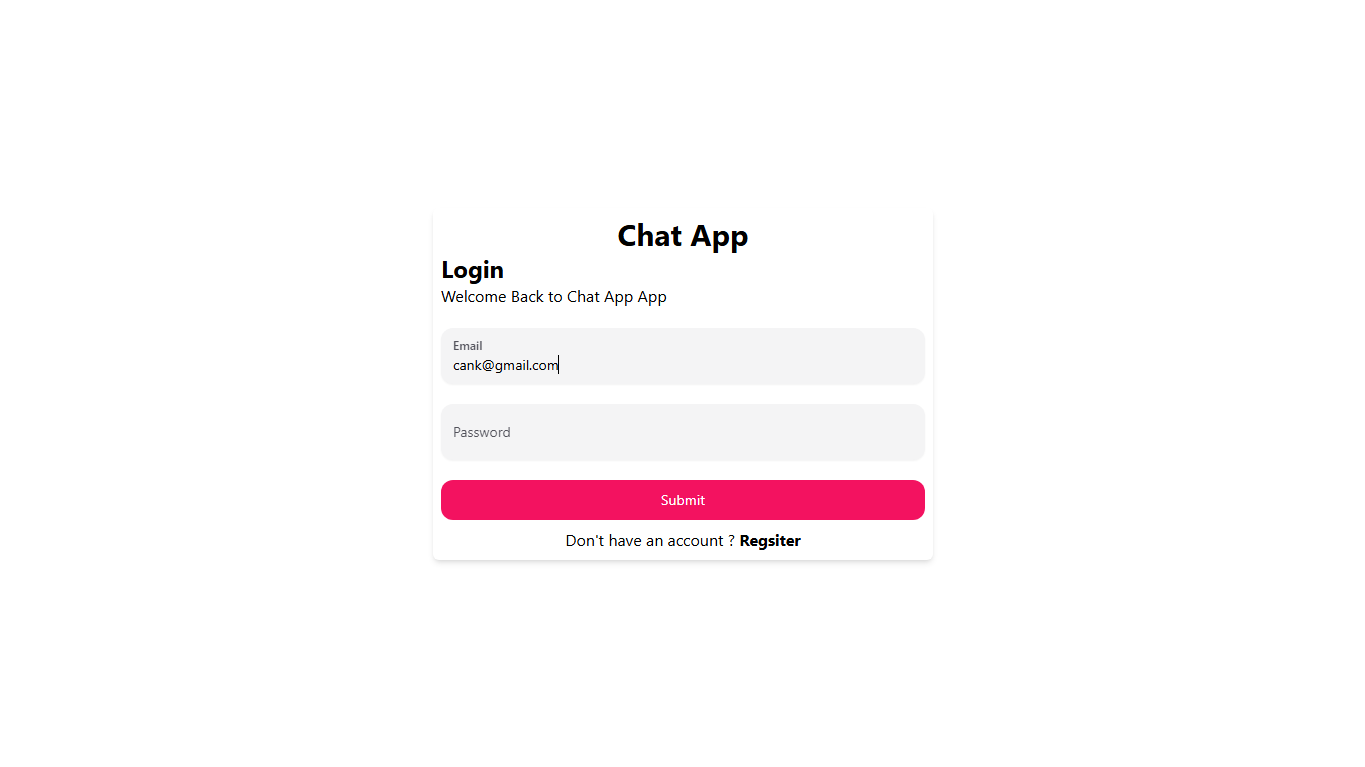 Chat App
Login
Welcome Back to Chat App App
Email
cank@gmail.com
Password
Submit
Don't have an account ? Regsiter